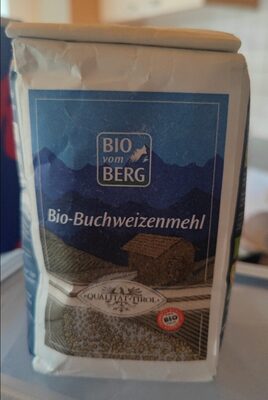 BIO
vom
BERG
Bio-Buchweizenmehl
QUALITÄT TIROL
BIO